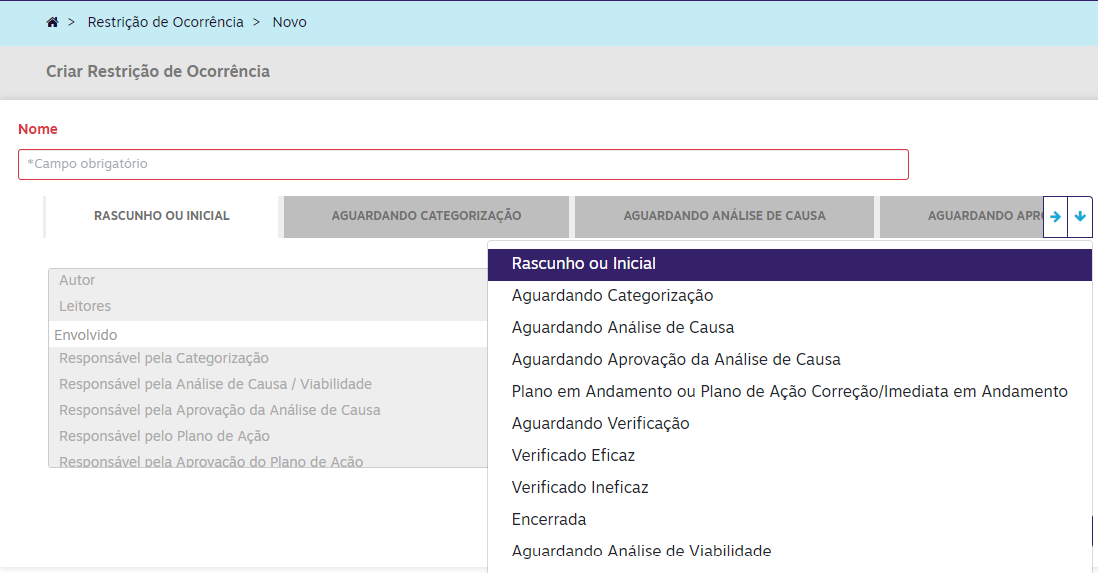 > Restrição de Ocorrência > Novo
Criar Restrição de Ocorrência
Nome
*Campo obrigatório
RASCUNHO OU INICIAL
AGUARDANDO CATEGORIZAÇÃO
AGUARDANDO ANÁLISE DE CAUSA
AGUARDANDO
Autor
Leitores
Envolvido
Responsável pela Categorização
Responsável pela Análise de Causa / Viabilidade
Responsável pela Aprovação da Análise de Causa
Responsável pelo Plano de Ação
Responsável pela Aprovação do Plano de Ação
Rascunho ou Inicial
Aguardando Categorização
Aguardando Análise de Causa
Aguardando Aprovação da Análise de Causa
Plano em Andamento ou Plano de Ação Correção/Imediata em Andamento
Aguardando Verificação
Verificado Eficaz
Verificado Ineficaz
Encerrada
Aguardando Análise de Viabilidade